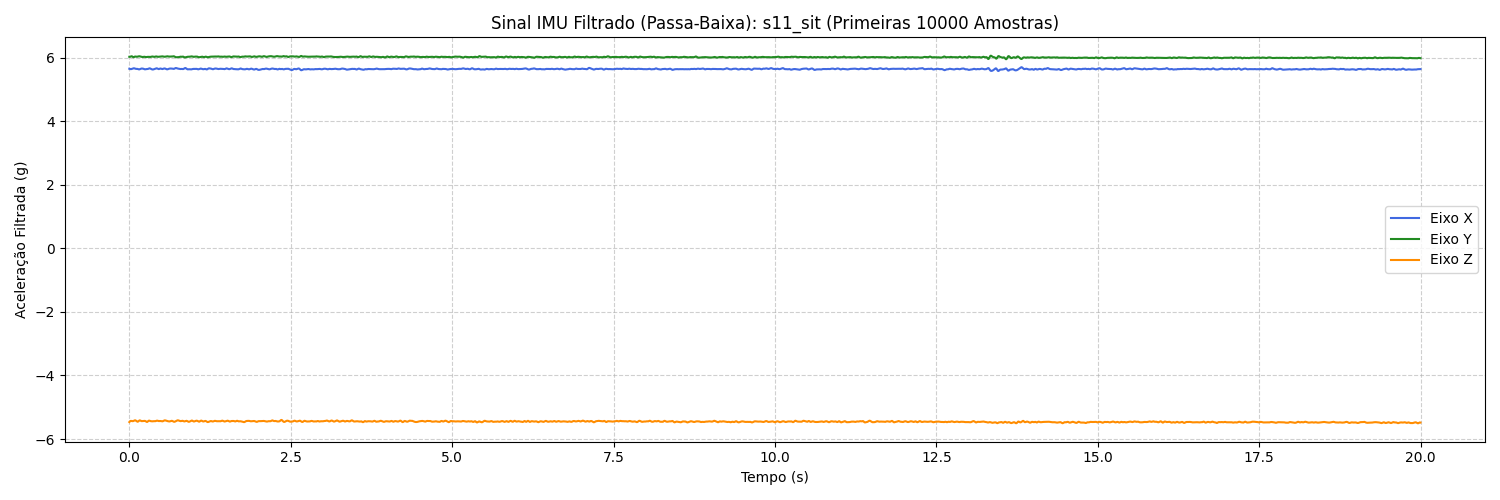 Sinal IMU Filtrado (Passa-Baixa): s11_sit (Primeiras 10000 Amostras)
Aceleração Filtrada (g)
6
4
2
0
−2
−4
−6
Eixo X
Eixo Y
Eixo Z
0.0 2.5 5.0 7.5 10.0 12.5 15.0 17.5 20.0
Tempo (s)